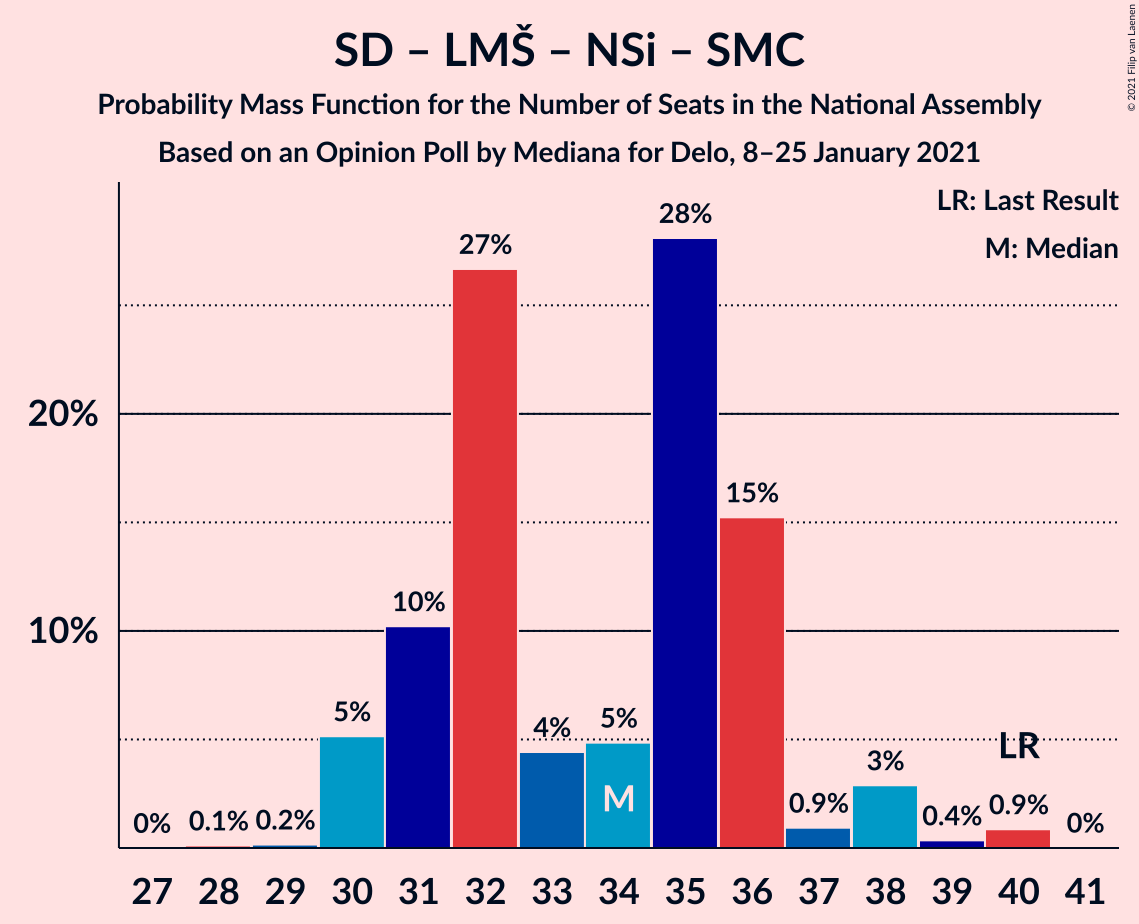 SD – LMŠ – NSi – SMC
Probability Mass Function for the Number of Seats in the National Assembly
Based on an Opinion Poll by Mediana for Delo, 8–25 January 2021
© 2021 Filip van Laenen
LR: Last Result
M: Median
28%
27%
20%
15%
10%
10%
5%
4%
5%
LR
3%
M
0%
0.1%
0.2%
0.9%
0.4%
0.9%
0%
27 28 29 30 31 32 33 34 35 36 37 38 39 40 41